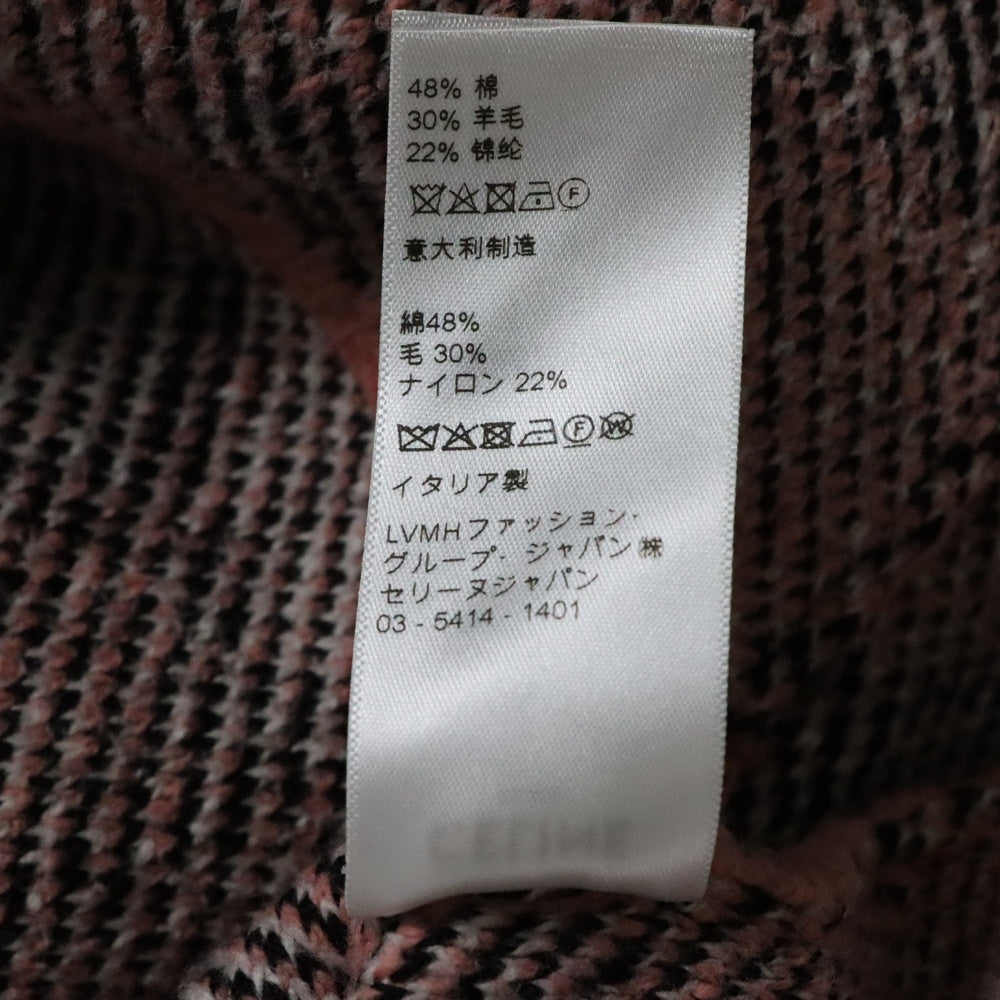 48% 棉
30% 羊毛
22% 锦纶
F
意大利制造
綿48%
毛 30%
ナイロン 22%
F W
イタリア製
LVMHファッション・
グループ・ジャパン㈱
セリーヌジャパン
03 - 5414 - 1401